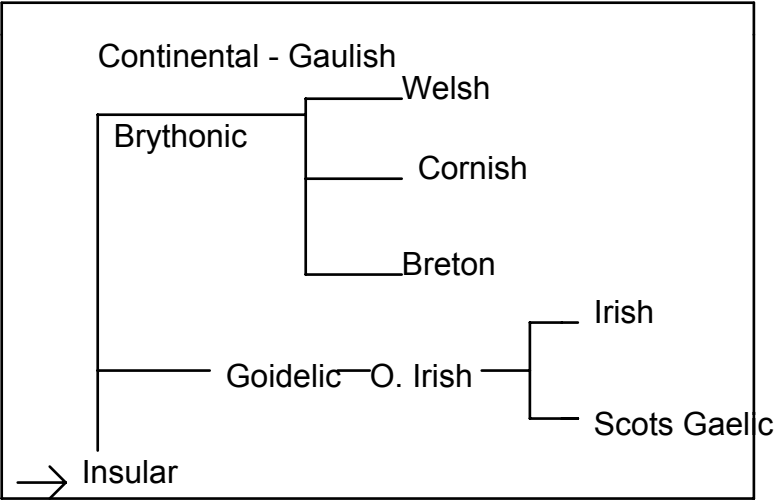 Continental - Gaulish
Welsh
Brythonic
Cornish
Breton
Irish
Goidelic O. Irish
Scots Gaelic
Insular